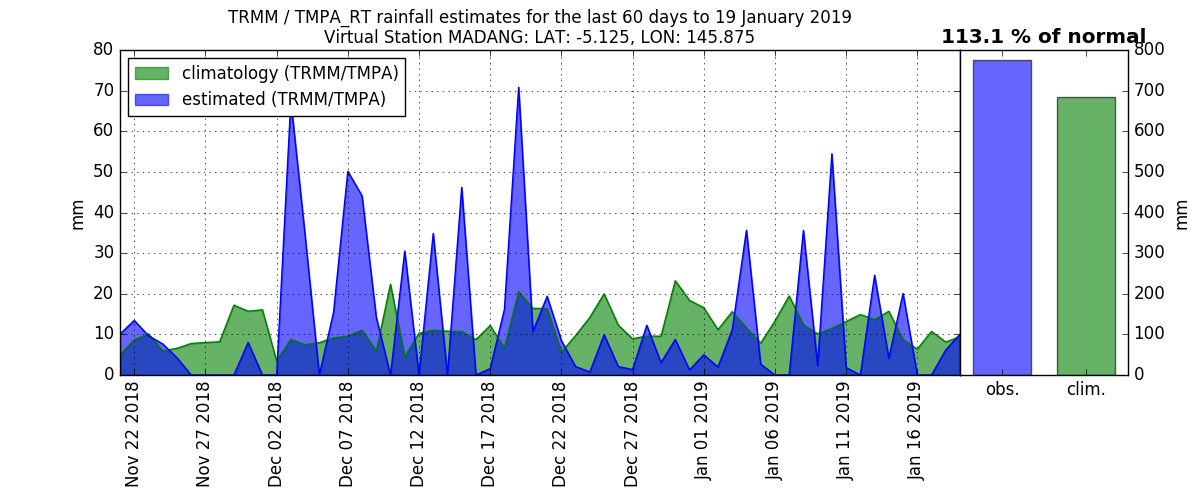 TRMM / TMPA_RT rainfall estimates for the last 60 days to 19 January 2019
Virtual Station MADANG: LAT: -5.125, LON: 145.875
113.1 % of normal
climatology (TRMM/TMPA)
estimated (TRMM/TMPA)
80
70
60
50
40
30
20
10
0
mm
800
700
600
500
400
300
200
100
0
mm
Nov 22 2018
Nov 27 2018
Dec 02 2018
Dec 07 2018
Dec 12 2018
Dec 17 2018
Dec 22 2018
Dec 27 2018
Jan 01 2019
Jan 06 2019
Jan 11 2019
Jan 16 2019
obs.
clim.